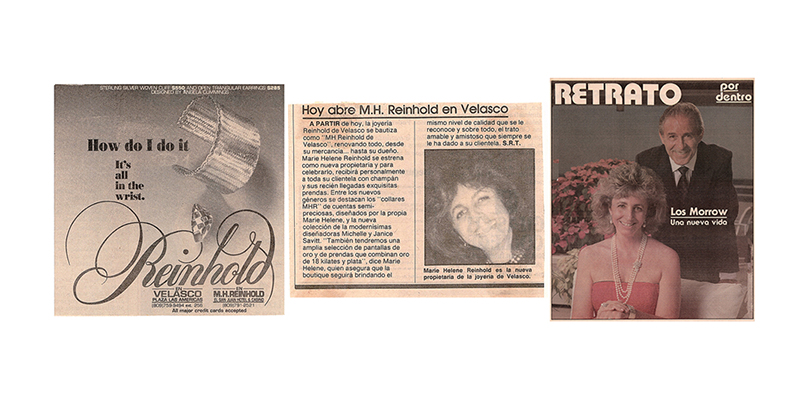 STERLING SILVER WOVEN CUFF $550 AND OPEN TRIANGULAR EARRINGS $285
DESIGNED BY ANGELA CUMMINGS
How do I do it
It's
all
in the
wrist.
Reinhold
EN
VELASCO
PLAZA LAS AMERICAS
EN
M.H. REINHOLD
EL SAN JUAN HOTEL & CASINO
(809)791-2521
All major credit cards accepted
Hoy abre M.H. Reinhold en Velasco
A PARTIR de hoy, la joyería
Reinhold de Velasco se bautiza
como "MH Reinhold de
Velasco", renovando todo, desde
su mercancía... hasta su dueño.
Marie Helene Reinhold se estrena
como nueva propietaria y para
celebrarlo, recibirá personalmente
a toda su clientela con champán
y sus recién llegadas exquisitas
prendas. Entre los nuevos
géneros se destacan los "collares
MHR" de cuentas semi-
preciosas, diseñados por la propia
Marie Helene, y la nueva
colección de la modernísimas
diseñadoras Michelle y Janice
Savitt. "También tendremos una
amplia selección de pantallas de
oro y de prendas que combinan oro
de 18 kilates y plata", dice Marie
Helene, quien asegura que la
boutique seguirá brindando el
mismo nivel de calidad que se le
reconoce y sobre todo, el trato
amable y amistoso que siempre se
le ha dado a su clientela. S.R.T.
Marie Helene Reinhold es la nueva
propietaria de la joyería de Velasco.
RETRATO
por
dentro
Los Morrow
Una nueva vida